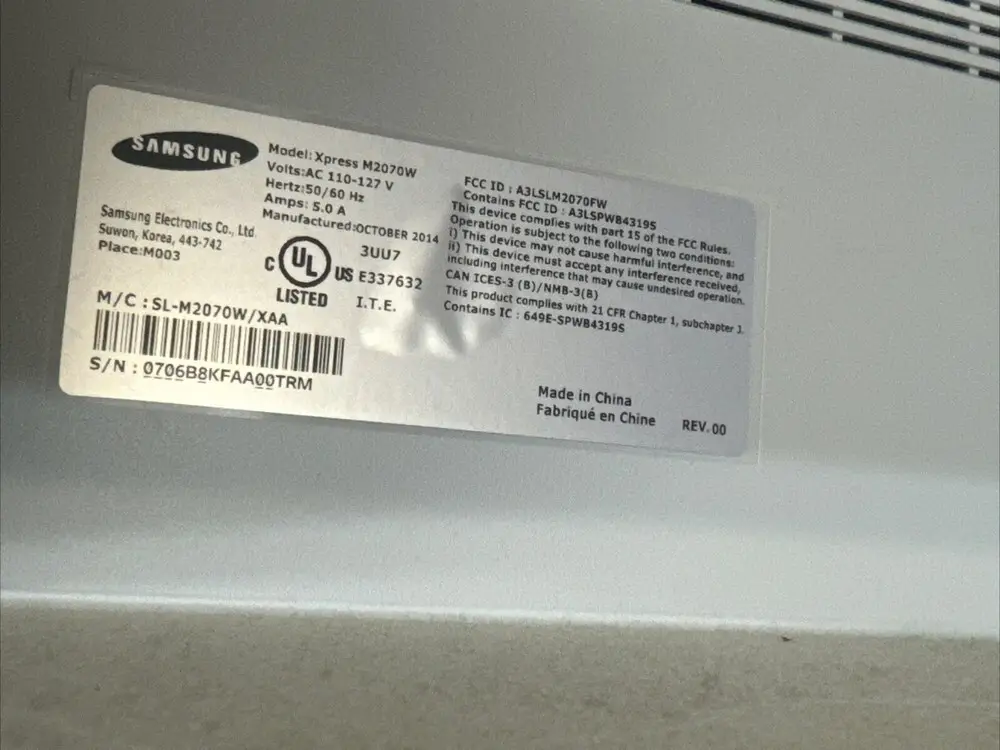 SAMSUNG
Model:Xpress M2070W
Volts:AC 110-127 V
Hertz:50/60 Hz
Amps: 5.0 A
Manufactured:OCTOBER 2014
Samsung Electronics Co., Ltd.
Suwon, Korea, 443-742
Place:M003
3UU7
C UL US E337632
LISTED I.T.E.
M/C : SL-M2070W/XAA
S/N : 0706B8KFAA00TRM
FCC ID : A3LSLM2070FW
Contains FCC ID : A3LSPWB4319S
This device complies with part 15 of the FCC Rules.
Operation is subject to the following two conditions:
i) This device may not cause harmful interference, and
ii) This device must accept any interference received,
including interference that may cause undesired operation.
CAN ICES-3 (B)/NMB-3(B)
This product complies with 21 CFR Chapter 1, subchapter J.
Contains IC : 649E-SPWB4319S
Made in China
Fabriqué en Chine
REV.00